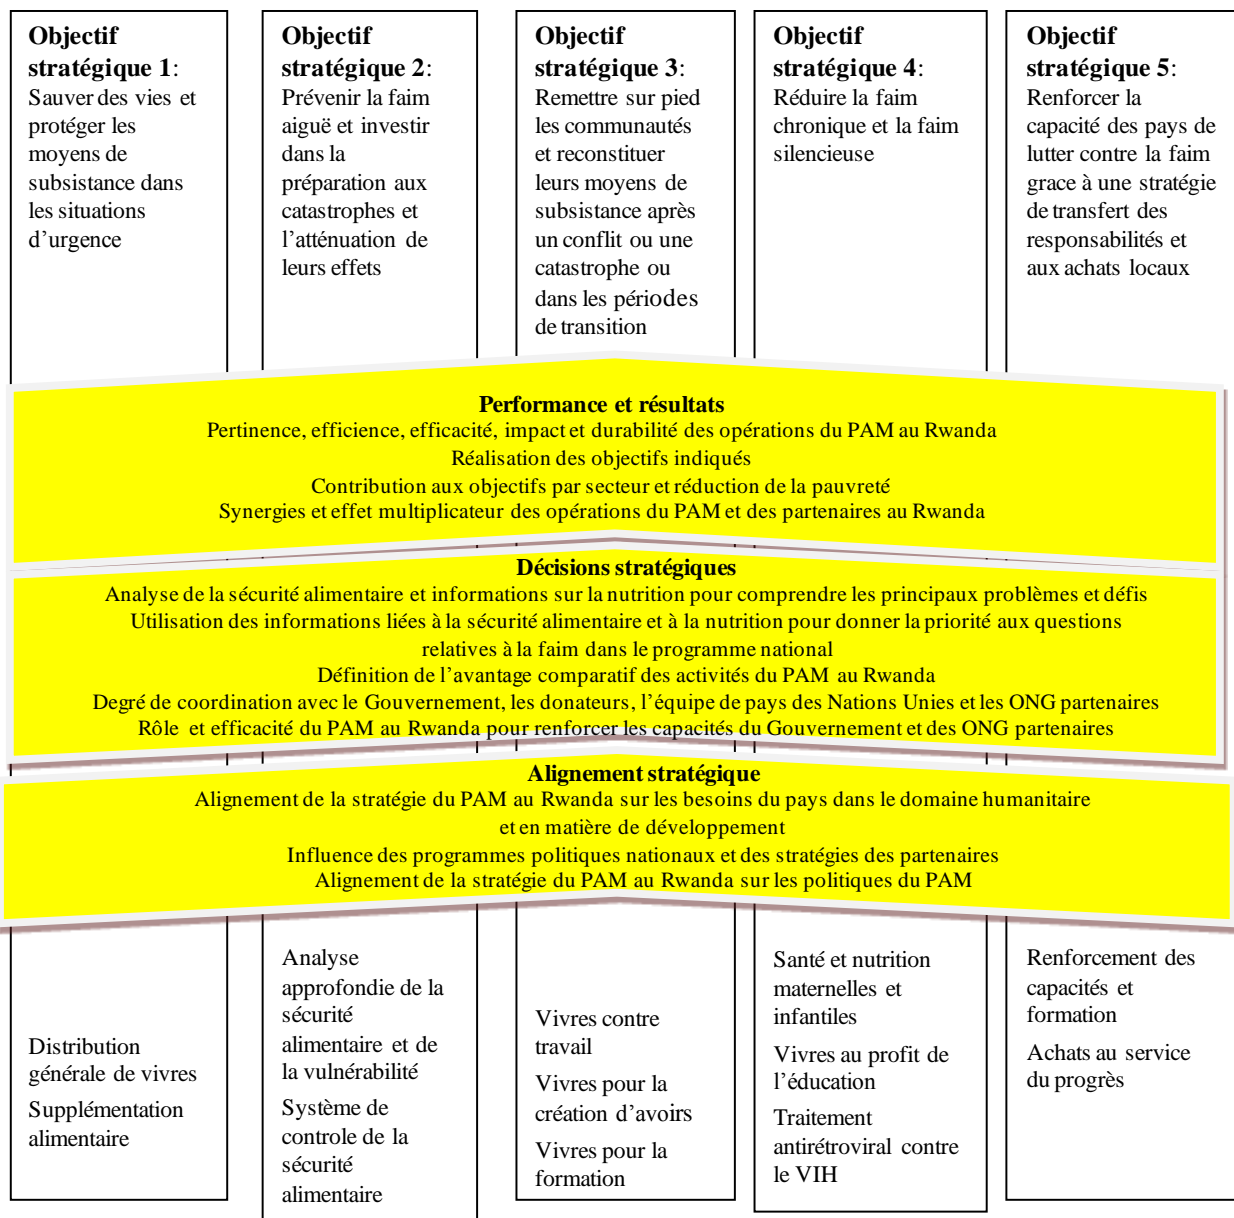 Objectif
stratégique 1:
Sauver des vies et
protéger les
moyens de
subsistance dans
les situations
d’urgence
Objectif
stratégique 2:
Prévenir la faim
aiguë et investir
dans la
préparation aux
catastrophes et
l’atténuation de
leurs effets
Objectif
stratégique 3:
Remettre sur pied
les communautés
et reconstituer
leurs moyens de
subsistance après
un conflit ou une
catastrophe ou
dans les périodes
de transition
Objectif
stratégique 4:
Réduire la faim
chronique et la faim
silencieuse
Objectif
stratégique 5:
Renforcer la
capacité des pays de
lutter contre la faim
grace à une stratégie
de transfert des
responsabilités et
aux achats locaux
Performance et résultats
Pertinence, efficience, efficacité, impact et durabilité des opérations du PAM au Rwanda
Réalisation des objectifs indiqués
Contribution aux objectifs par secteur et réduction de la pauvreté
Synergies et effet multiplicateur des opérations du PAM et des partenaires au Rwanda
Décisions stratégiques
Analyse de la sécurité alimentaire et informations sur la nutrition pour comprendre les principaux problèmes et défis
Utilisation des informations liées à la sécurité alimentaire et à la nutrition pour donner la priorité aux questions
relatives à la faim dans le programme national
Définition de l’avantage comparatif des activités du PAM au Rwanda
Degré de coordination avec le Gouvernement, les donateurs, l’équipe de pays des Nations Unies et les ONG partenaires
Rôle et efficacité du PAM au Rwanda pour renforcer les capacités du Gouvernement et des ONG partenaires
Alignement stratégique
Alignement de la stratégie du PAM au Rwanda sur les besoins du pays dans le domaine humanitaire
et en matière de développement
Influence des programmes politiques nationaux et des stratégies des partenaires
Alignement de la stratégie du PAM au Rwanda sur les politiques du PAM
Distribution
générale de vivres
Supplémentation
alimentaire
Analyse
approfondie de la
sécurité
alimentaire et de
la vulnérabilité
Système de
controle de la
sécurité
alimentaire
Vivres contre
travail
Vivres pour la
création d’avoirs
Vivres pour la
formation
Santé et nutrition
maternelles et
infantiles
Vivres au profit de
l’éducation
Traitement
antirétroviral contre
le VIH
Renforcement des
capacités et
formation
Achats au service
du progrès